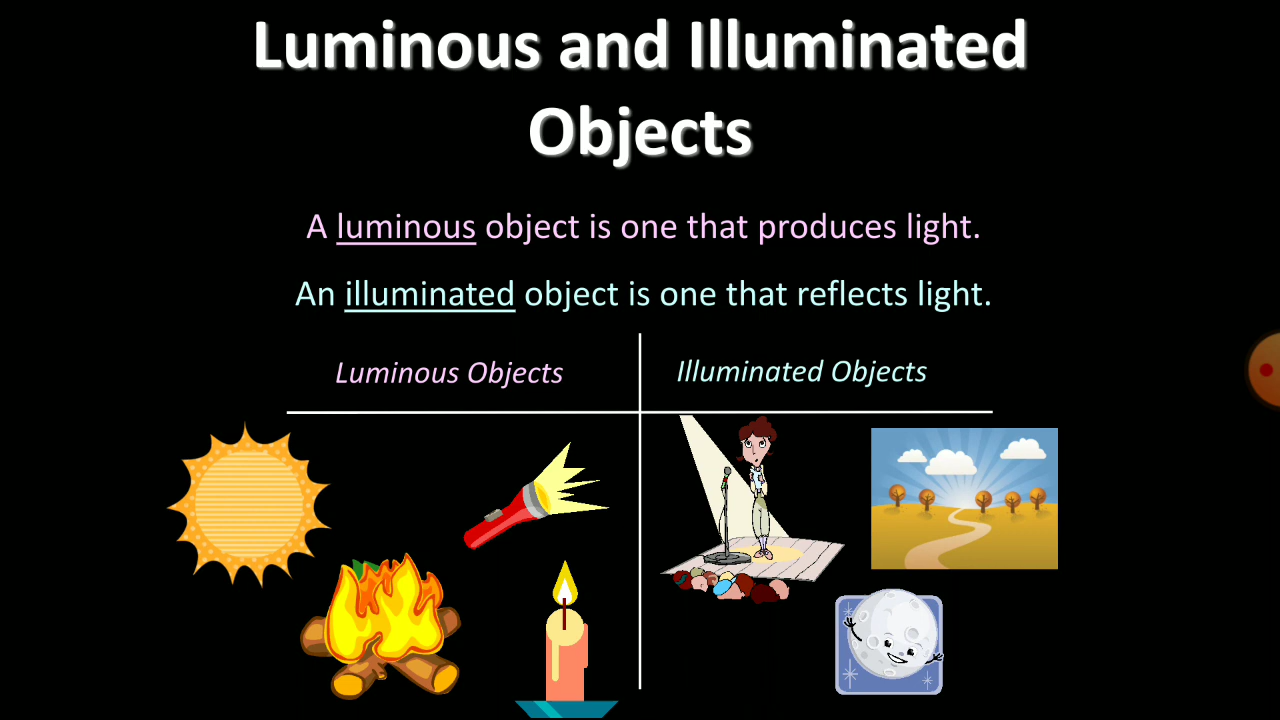 Luminous and Illuminated
Objects
A luminous object is one that produces light.
An illuminated object is one that reflects light.
Luminous Objects
Illuminated Objects